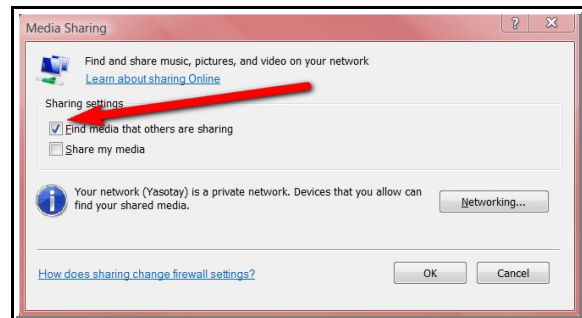 Media Sharing
Find and share music, pictures, and video on your network
Learn about sharing Online
Sharing settings
Find media that others are sharing
Share my media
Your network (Yasotay) is a private network. Devices that you allow can
find your shared media.
Networking...
How does sharing change firewall settings?
OK
Cancel